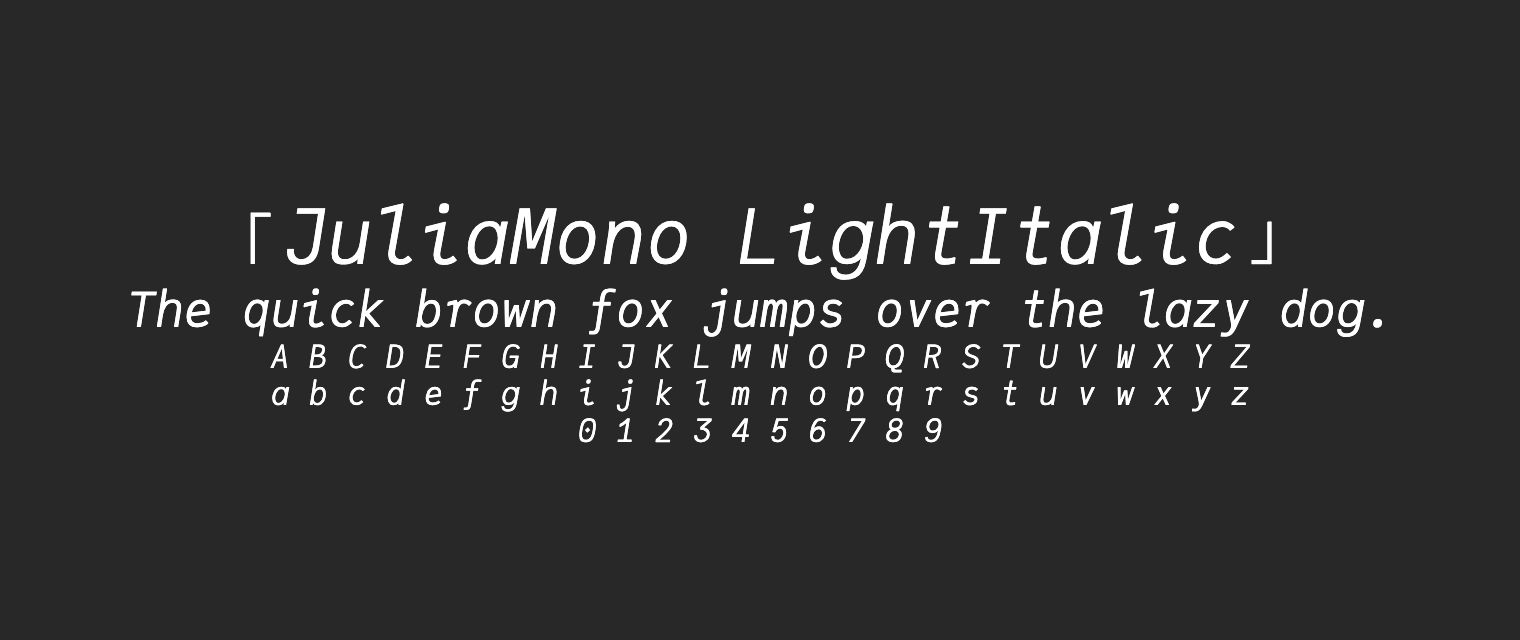 「JuliaMono LightItalic」
The quick brown fox jumps over the lazy dog.
A B C D E F G H I J K L M N O P Q R S T U V W X Y Z
a b c d e f g h i j k l m n o p q r s t u v w x y z
0 1 2 3 4 5 6 7 8 9